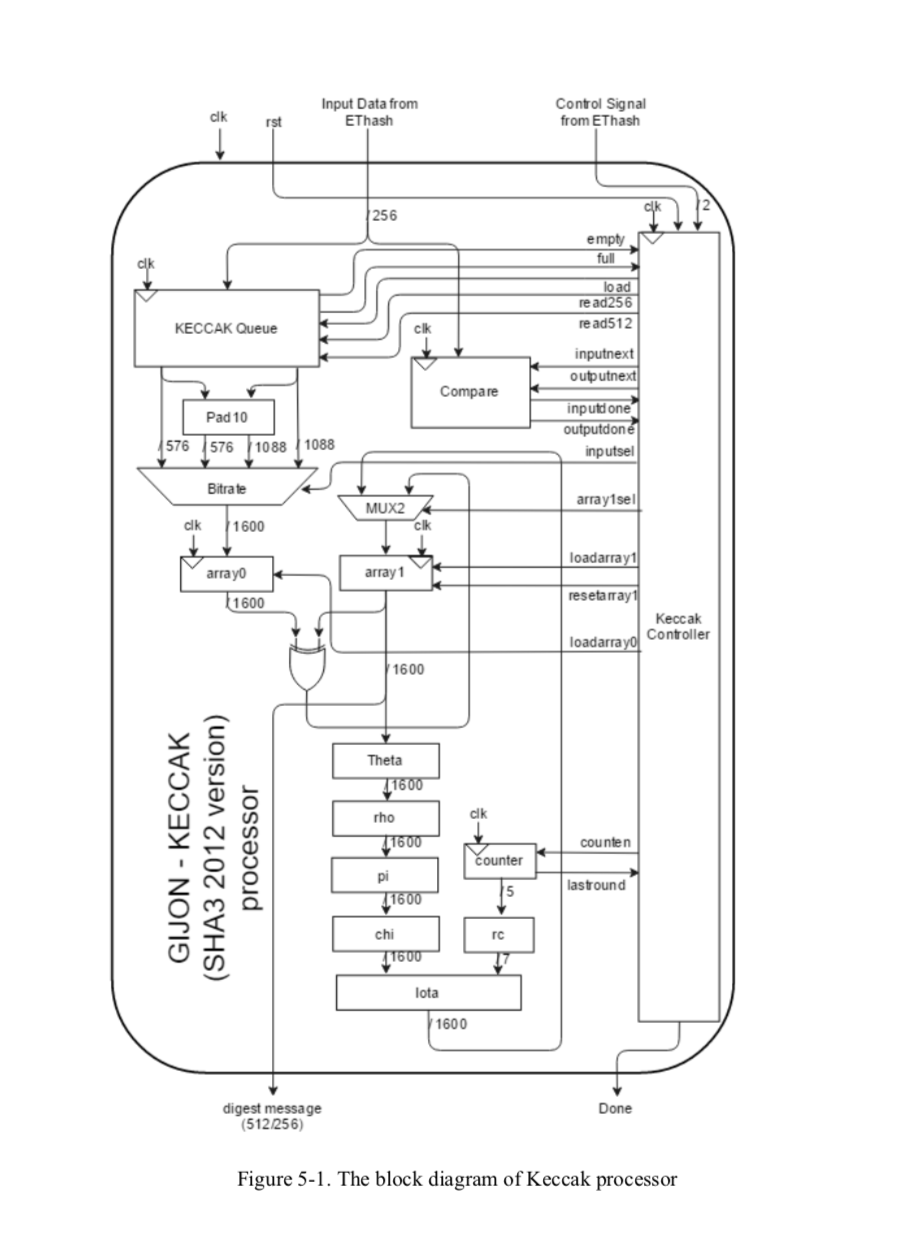 Input Data from
EThash
Control Signal
from EThash
clk
rst
/256
clk
/2
empty
full
load
read256
read512
clk
KECCAK Queue
clk
inputnext
outputnext
inputdone
outputdone
Compare
Pad10
/576
/576
/1088
/1088
inputsel
Bitrate
MUX2
array1sel
clk
/1600
clk
array0
array1
loadarray1
resetarray1
/1600
Keccak
Controller
loadarray0
/1600
Theta
/1600
rho
/1600
pi
/1600
chi
/1600
Iota
/1600
clk
counter
counten
lastround
/5
rc
/7
GIJON - KECCAK
(SHA3 2012 version)
processor
digest message
(512/256)
Done
Figure 5-1. The block diagram of Keccak processor